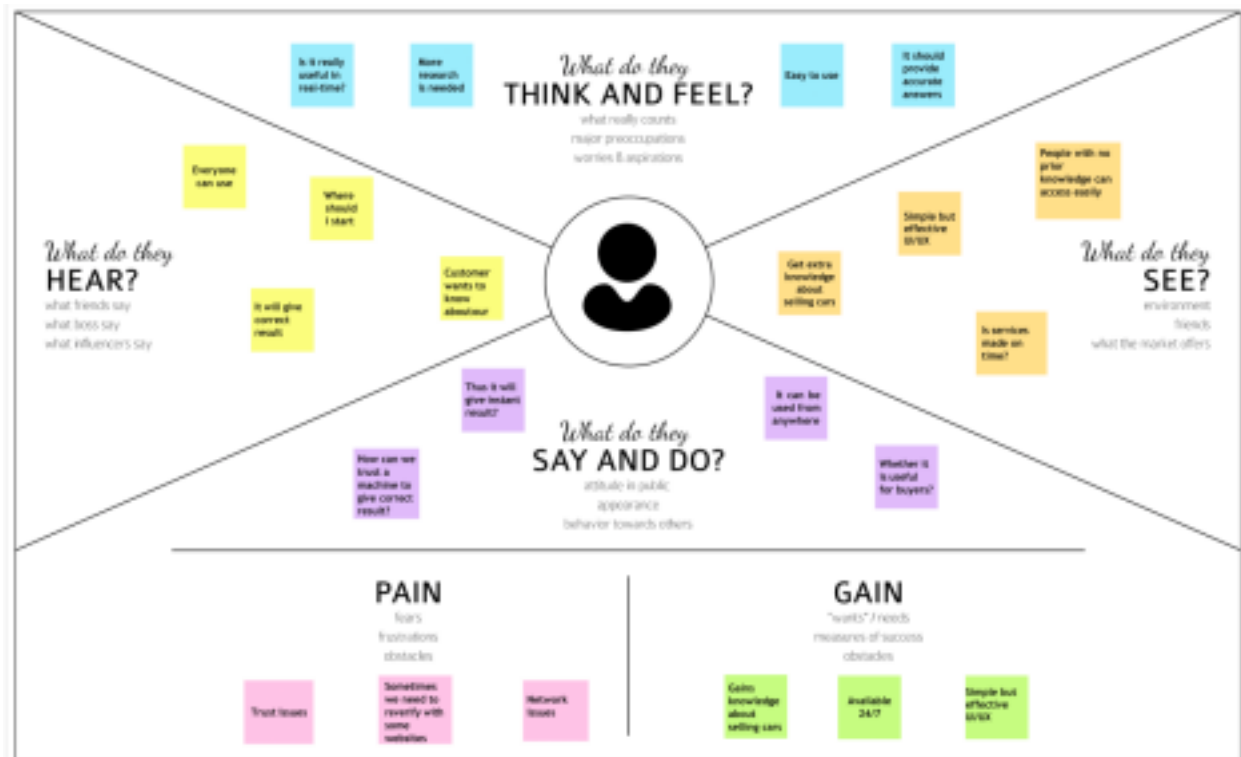 What do they
THINK AND FEEL?
what really counts
major preoccupations
worries & aspirations
Is it really
useful in
real-time?
More
research
is needed
Easy to use
It should
provide
accurate
answers
What do they
HEAR?
what friends say
what boss say
what influencers say
Everyone
can use
Where
should
I start
It will give
correct
result
Customer
wants to
know
aboutour
What do they
SEE?
environment
friends
what the market offers
People with no
prior
knowledge can
access easily
Simple but
effective
UI/UX
Get extra
knowledge
about
selling cars
Is services
made on
time?
What do they
SAY AND DO?
attitude in public
appearance
behavior towards others
Thus it will
give instant
result?
How can we
trust a
machine to
give correct
result?
It can be
used from
anywhere
Whether it
is useful
for buyers?
PAIN
fears
frustrations
obstacles
Trust issues
Sometimes
we need to
reverify with
some
websites
Network
issues
GAIN
"wants" / needs
measures of success
obstacles
Gains
knowledge
about
selling cars
Available
24/7
Simple but
effective
UI/UX